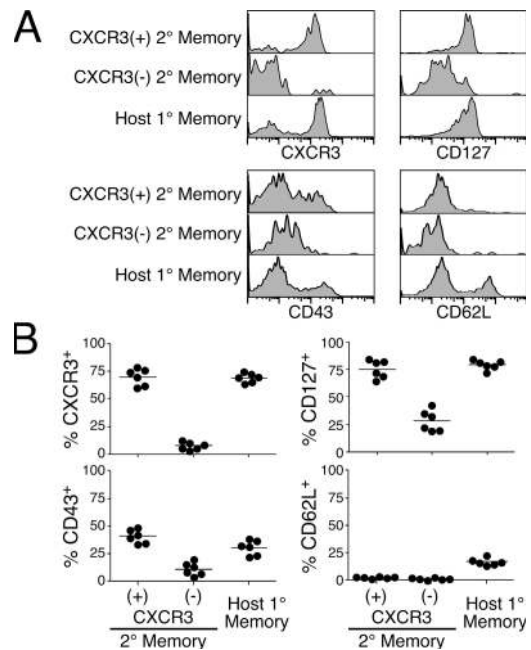 A
CXCR3(+) 2° Memory
CXCR3(-) 2° Memory
Host 1° Memory
CXCR3
CD127
CXCR3(+) 2° Memory
CXCR3(-) 2° Memory
Host 1° Memory
CD43
CD62L
B
% CXCR3+
100
75
50
25
0
% CD127+
100
75
50
25
0
% CD43+
100
75
50
25
0
% CD62L+
100
75
50
25
0
(+) (-) Host 1°
CXCR3 Memory
2° Memory
(+) (-) Host 1°
CXCR3 Memory
2° Memory